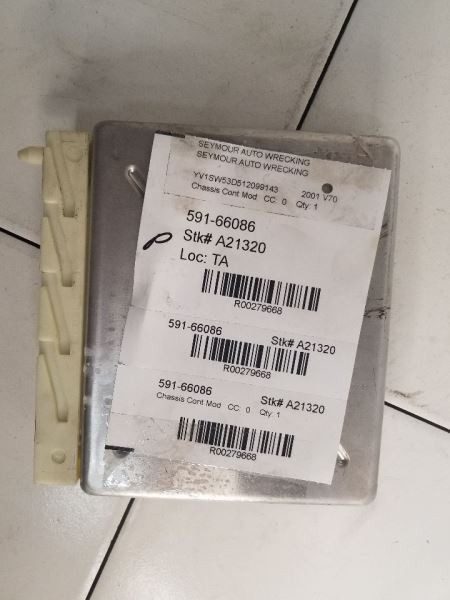 SEYMOUR AUTO WRECKING
SEYMOUR AUTO WRECKING
YV1SW53D512099143 2001 V70
Chassis Cont Mod CC: 0 Qty: 1
591-66086
Stk# A21320
Loc: TA
R00279668
591-66086 Stk# A21320
R00279668
591-66086 Stk# A21320
Chassis Cont Mod CC: 0 Qty: 1
R00279668